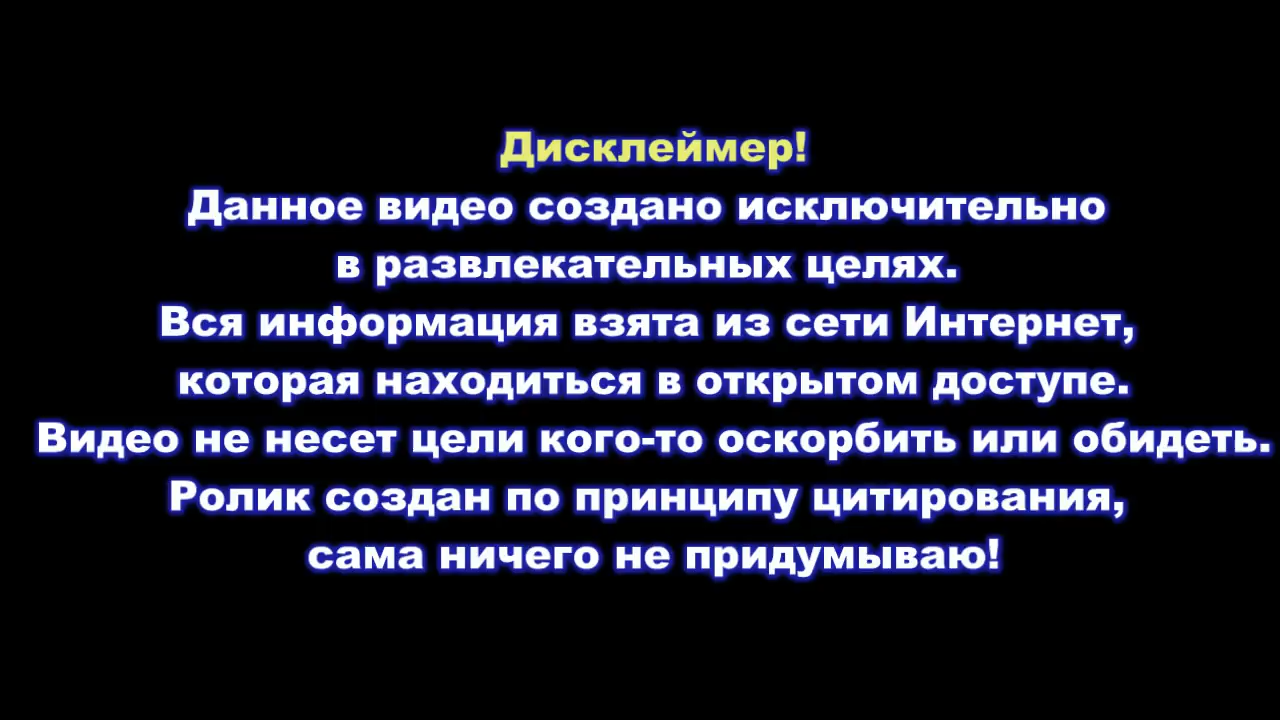 Дисклеймер!
Данное видео создано исключительно
в развлекательных целях.
Вся информация взята из сети Интернет,
которая находиться в открытом доступе.
Видео не несет цели кого-то оскорбить или обидеть.
Ролик создан по принципу цитирования,
сама ничего не придумываю!